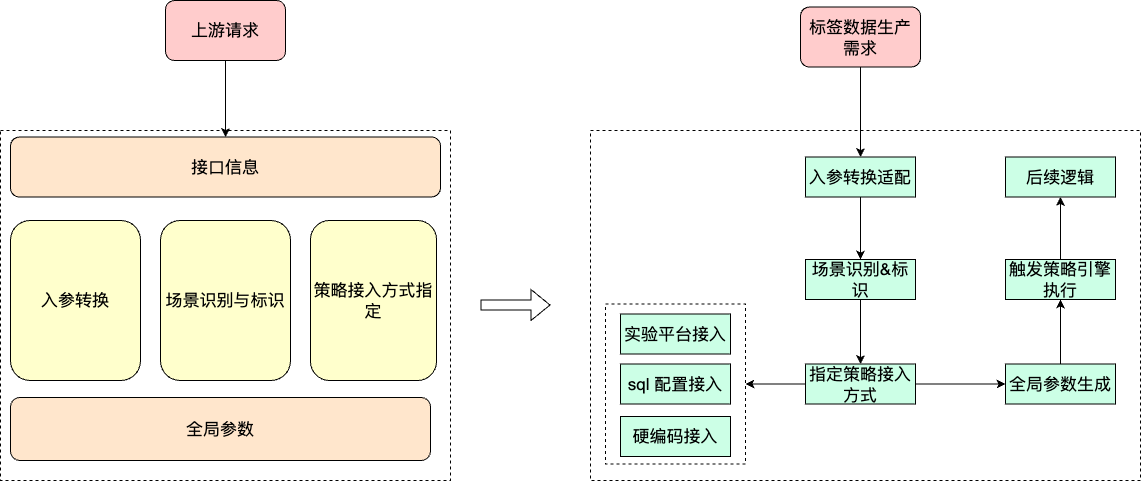 上游请求
接口信息
入参转换
场景识别与标识
策略接入方式指
定
全局参数
标签数据生产
需求
入参转换适配
场景识别&标
识
指定策略接入
方式
实验平台接入
sql 配置接入
硬编码接入
全局参数生成
触发策略引擎
执行
后续逻辑